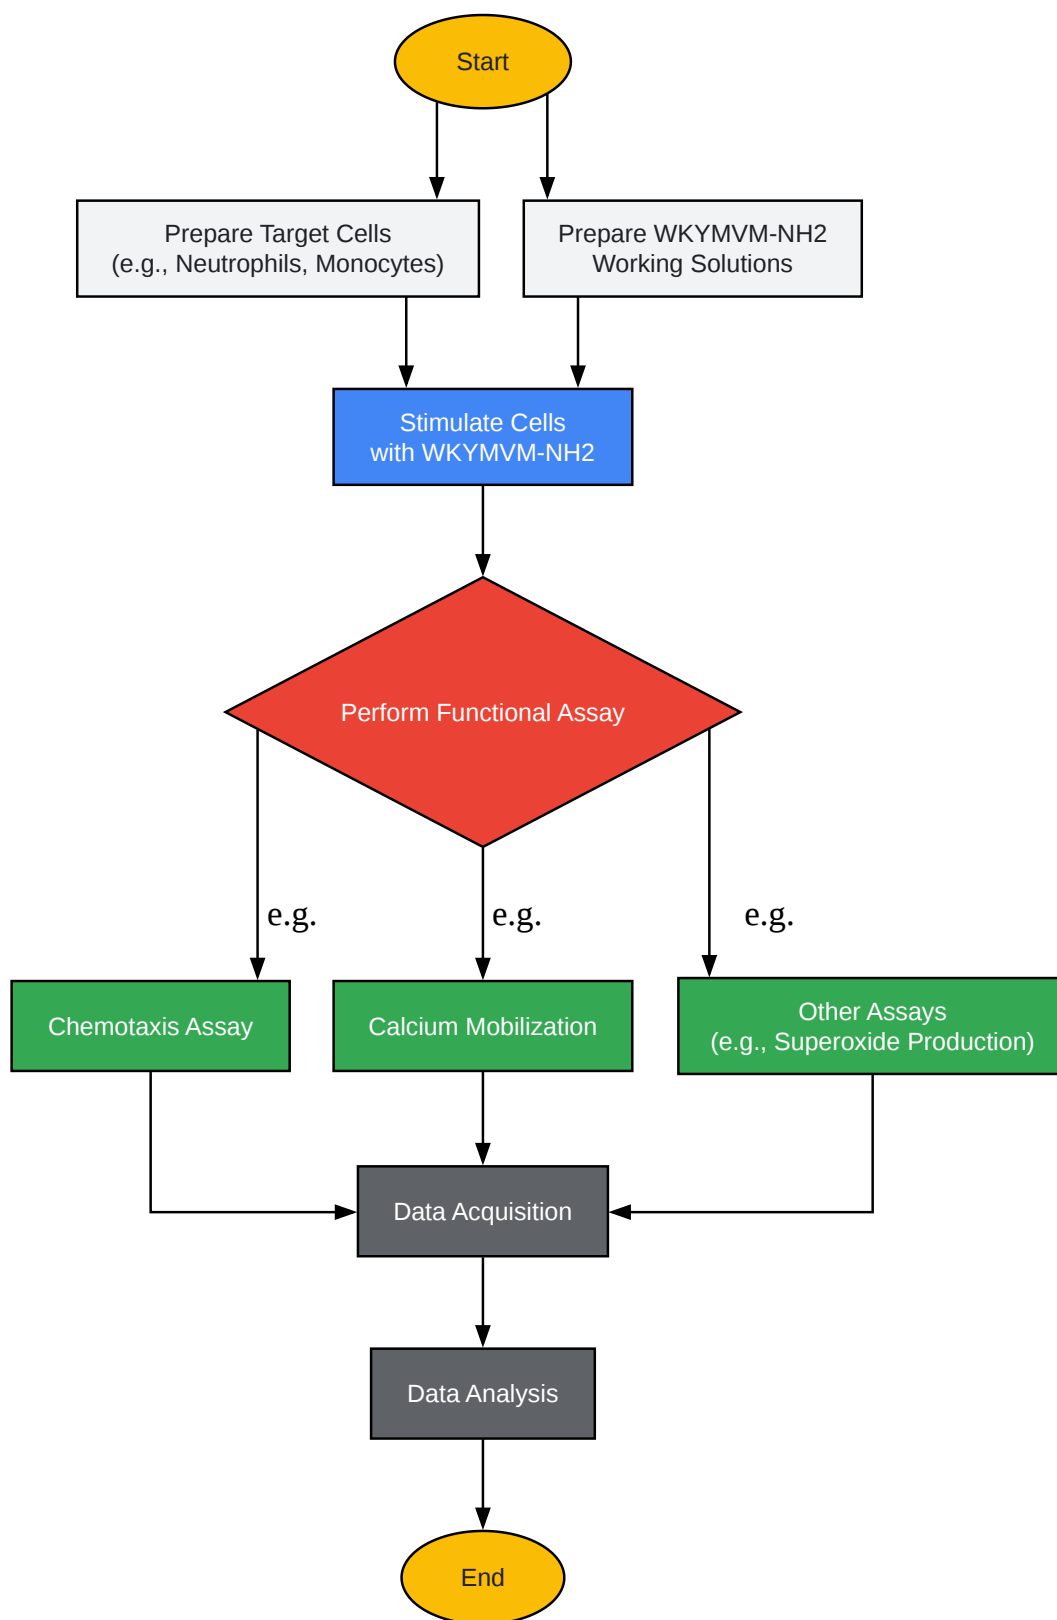 Start
Prepare Target Cells
(e.g., Neutrophils, Monocytes)
Prepare WKYMVM-NH2
Working Solutions
Stimulate Cells
with WKYMVM-NH2
Perform Functional Assay
e.g.
e.g.
e.g.
Chemotaxis Assay
Calcium Mobilization
Other Assays
(e.g., Superoxide Production)
Data Acquisition
Data Analysis
End